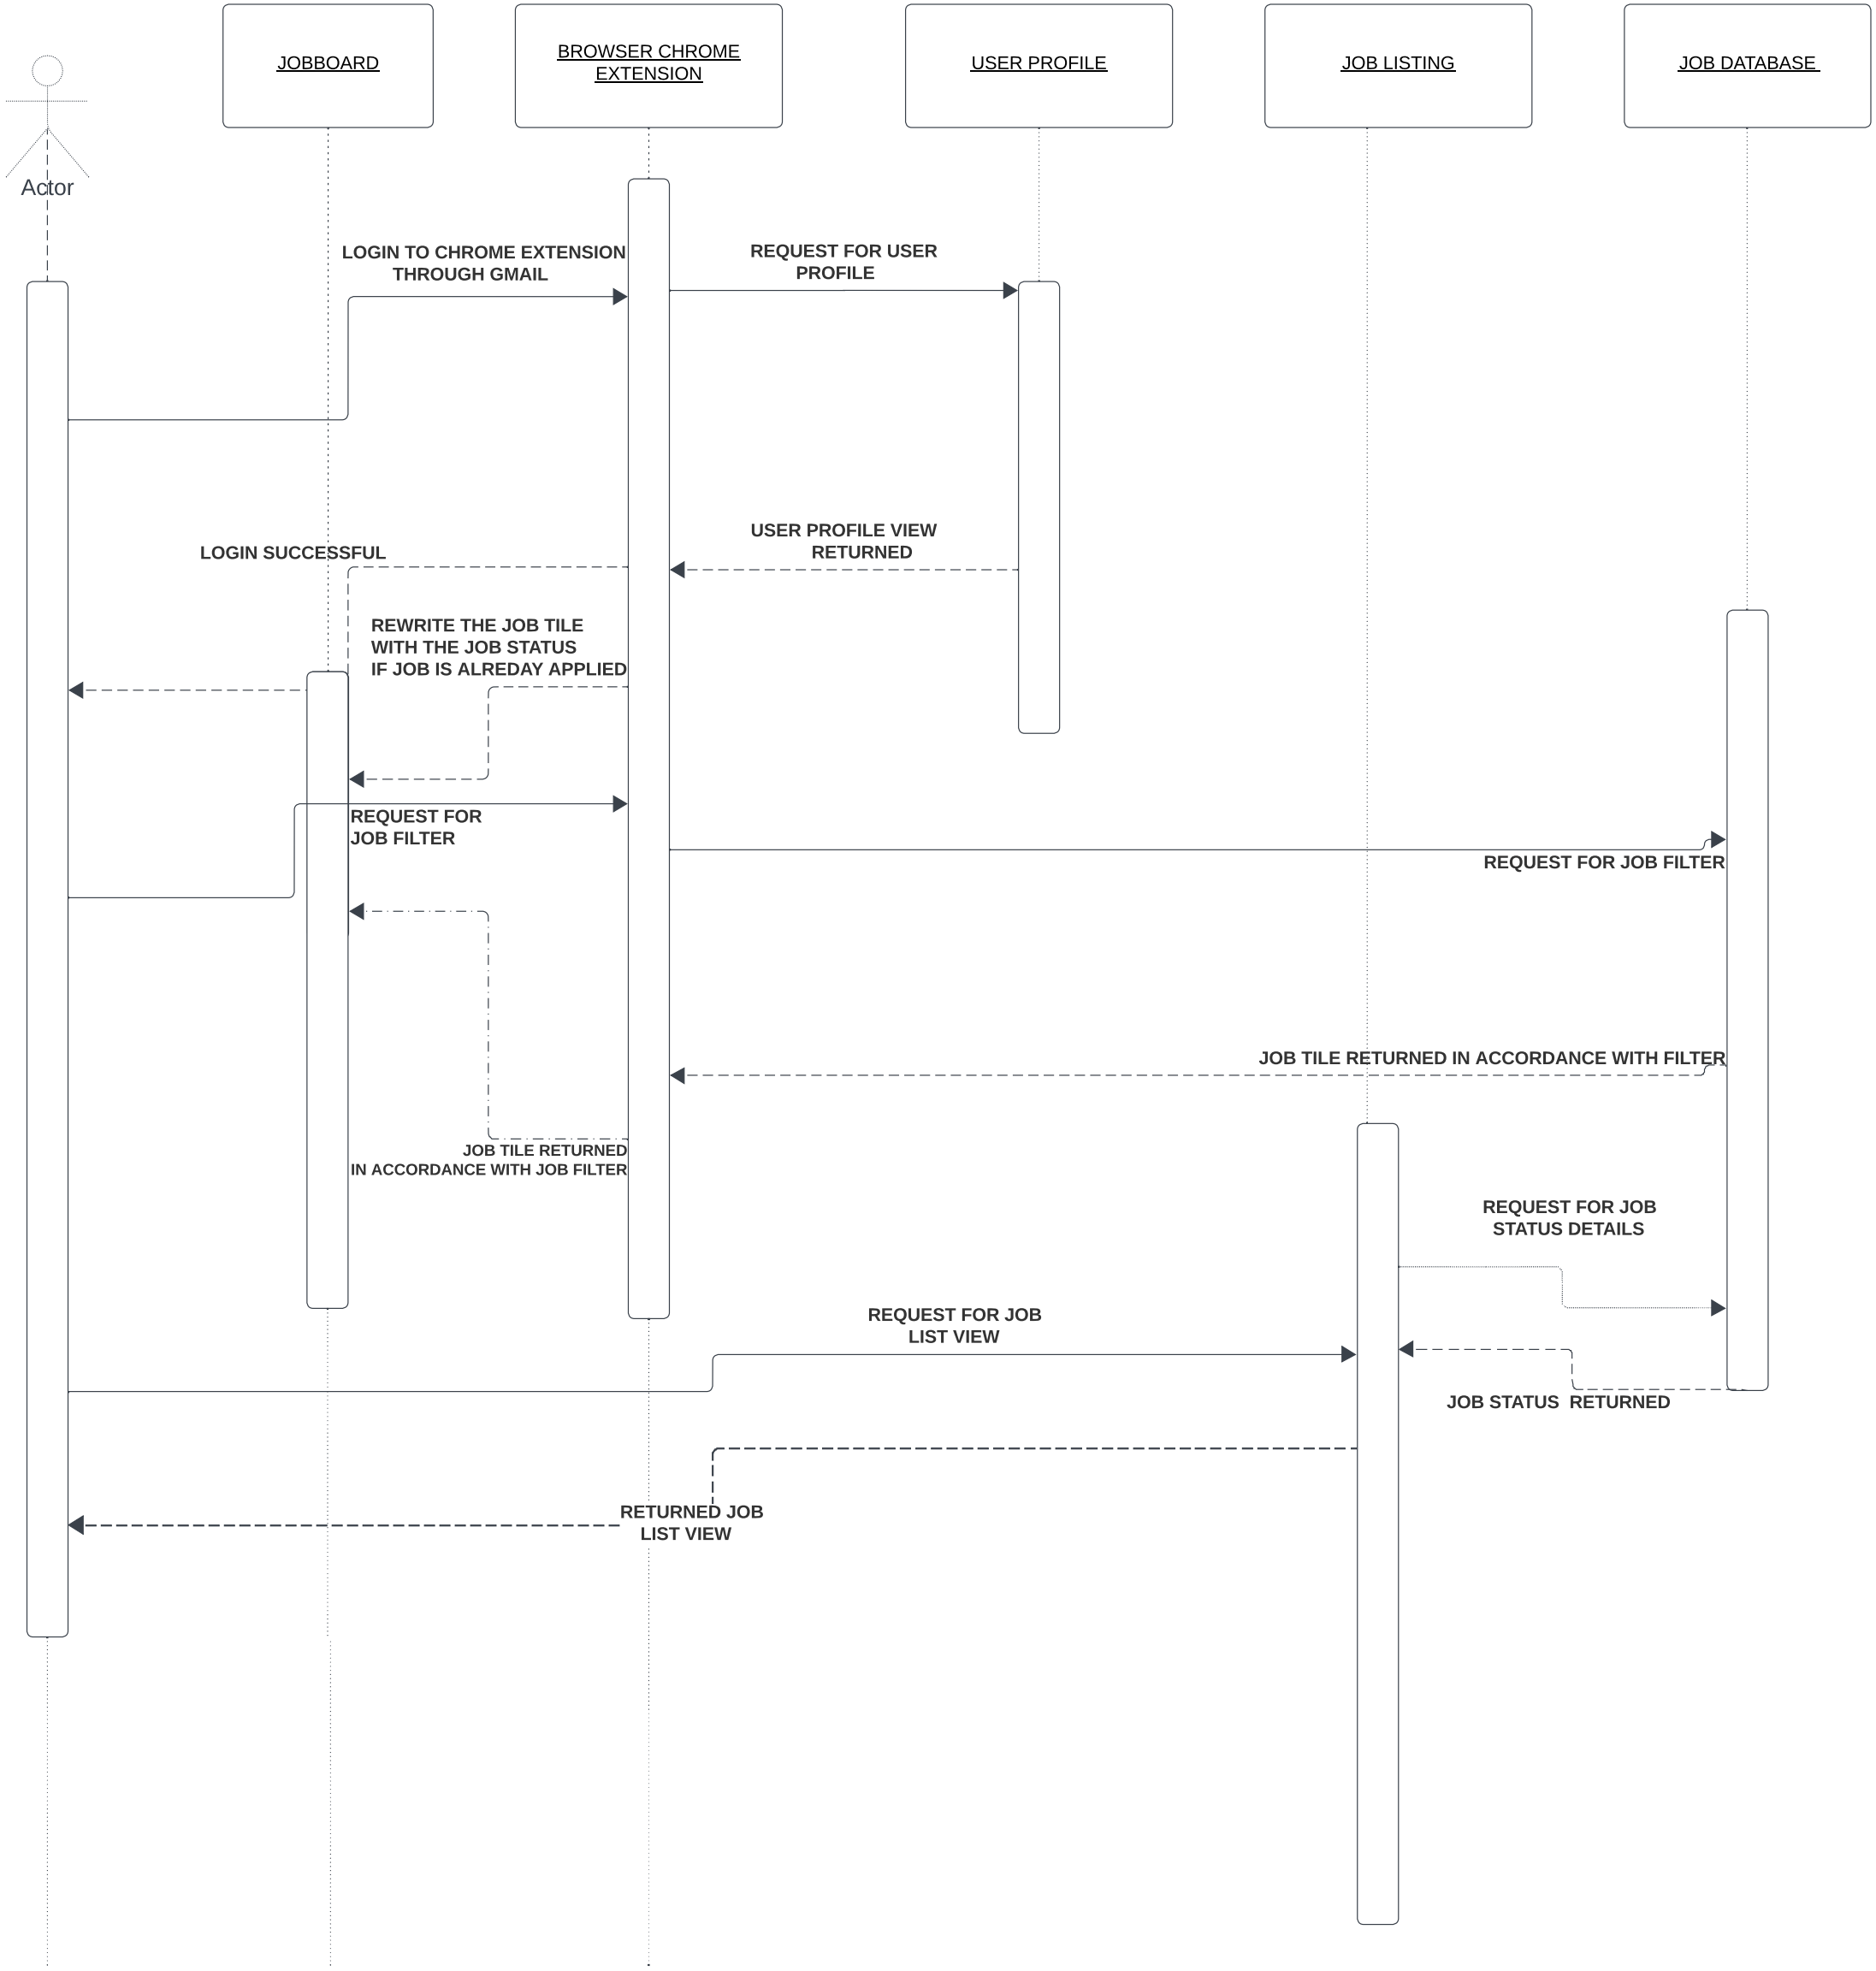 JOBBOARD
BROWSER CHROME
EXTENSION
USER PROFILE
JOB LISTING
JOB DATABASE
Actor
LOGIN TO CHROME EXTENSION
THROUGH GMAIL
REQUEST FOR USER
PROFILE
USER PROFILE VIEW
RETURNED
LOGIN SUCCESSFUL
REWRITE THE JOB TILE
WITH THE JOB STATUS
IF JOB IS ALREDAY APPLIED
REQUEST FOR
JOB FILTER
REQUEST FOR JOB FILTER
JOB TILE RETURNED IN ACCORDANCE WITH FILTER
JOB TILE RETURNED
IN ACCORDANCE WITH JOB FILTER
REQUEST FOR JOB
STATUS DETAILS
REQUEST FOR JOB
LIST VIEW
JOB STATUS  RETURNED
RETURNED JOB
LIST VIEW